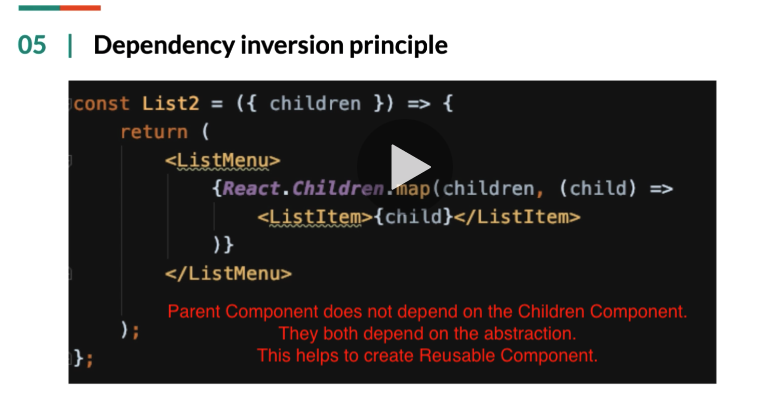 05 | Dependency inversion principle
const List2 = ({ children }) => {
return (
<ListMenu>
{React.Children.map(children, (child) =>
<ListItem>{child}</ListItem>
)}
</ListMenu>
Parent Component does not depend on the Children Component.
They both depend on the abstraction.
);
This helps to create Reusable Component.
};